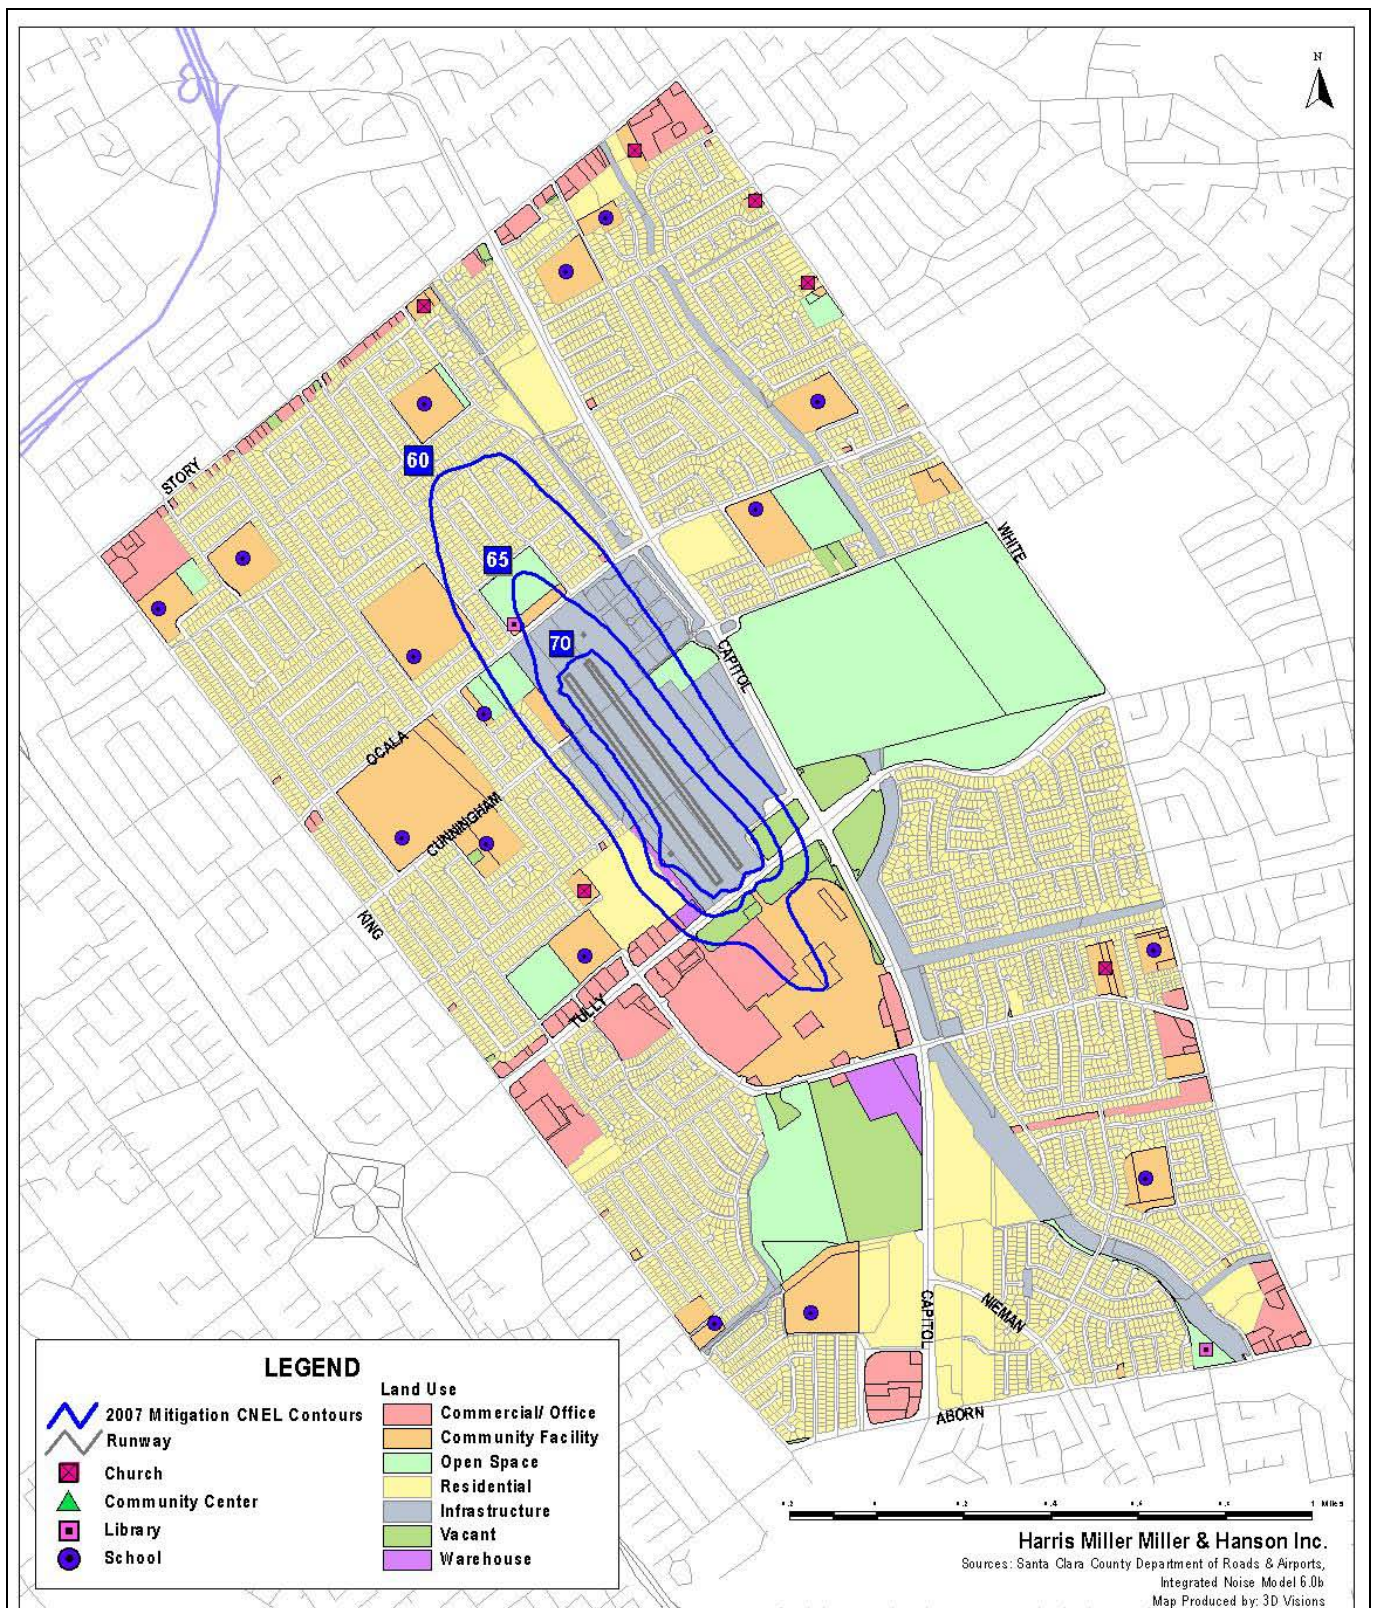 N
STORY
60
65
70
WHITE
CAPITOL
OCALA
CUNNINGHAM
KING
TULLY
CAPITOL
NIEMAN
ABORN
LEGEND
2007 Mitigation CNEL Contours
Runway
Church
Community Center
Library
School
Land Use
Commercial/ Office
Community Facility
Open Space
Residential
Infrastructure
Vacant
Warehouse
1 Miles
Harris Miller Miller & Hanson Inc.
Sources: Santa Clara County Department of Roads & Airports,
Integrated Noise Model 6.0b
Map Produced by: 3D Visions